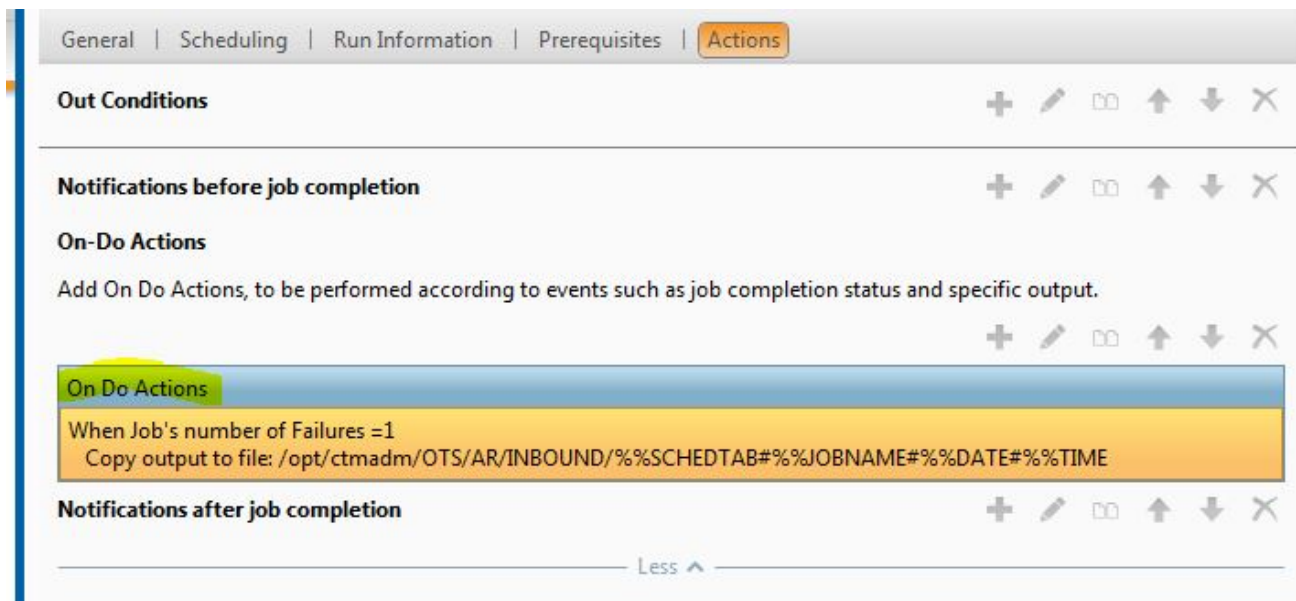 General | Scheduling | Run Information | Prerequisites | Actions
Out Conditions
Notifications before job completion
On-Do Actions
Add On Do Actions, to be performed according to events such as job completion status and specific output.
On Do Actions
When Job's number of Failures =1
Copy output to file: /opt/ctmadm/OTS/AR/INBOUND/%%SCHEDTAB#%%JOBNAME#%%DATE#%%TIME
Notifications after job completion
Less